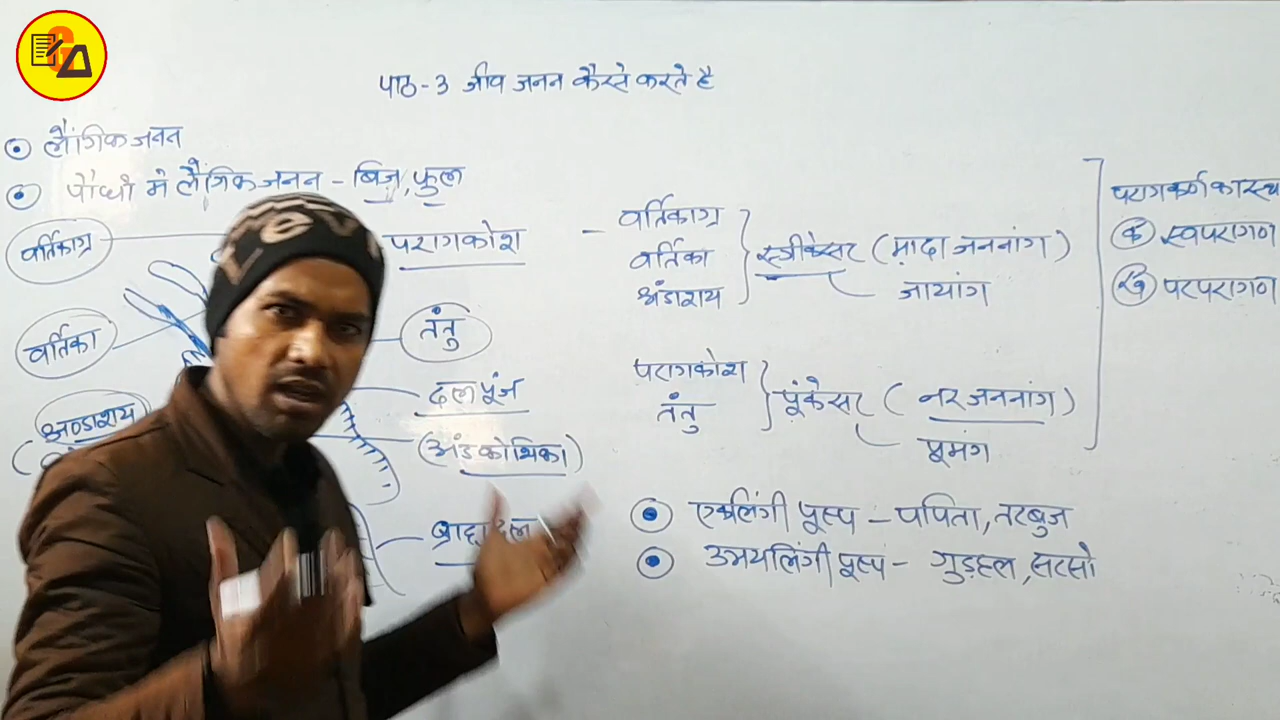 पाठ-3 जीव जनन कैसे करते है
लैंगिक जनन
पौधो में लैंगिक जनन - बिज, फुल
वर्तिकाग्र
वर्तिका
अण्डाशय
परागकोश
तंतु
दलपूंज
(अंडकोथिका)
ब्राह्यदल
- वर्तिकाग्र
वर्तिका
अंडाशय
स्त्रीकेसर (मादा जननांग)
जायांग
परागकोश
तंतु
पूंकेसर (नर जननांग)
पूमंग
एकलिंगी पूस्प - पपिता, तरबुज
उभयलिंगी पूस्प - गुड़हल, सरसो
परागकर्ण का स्थ
क स्वपरागण
ख परपरागण